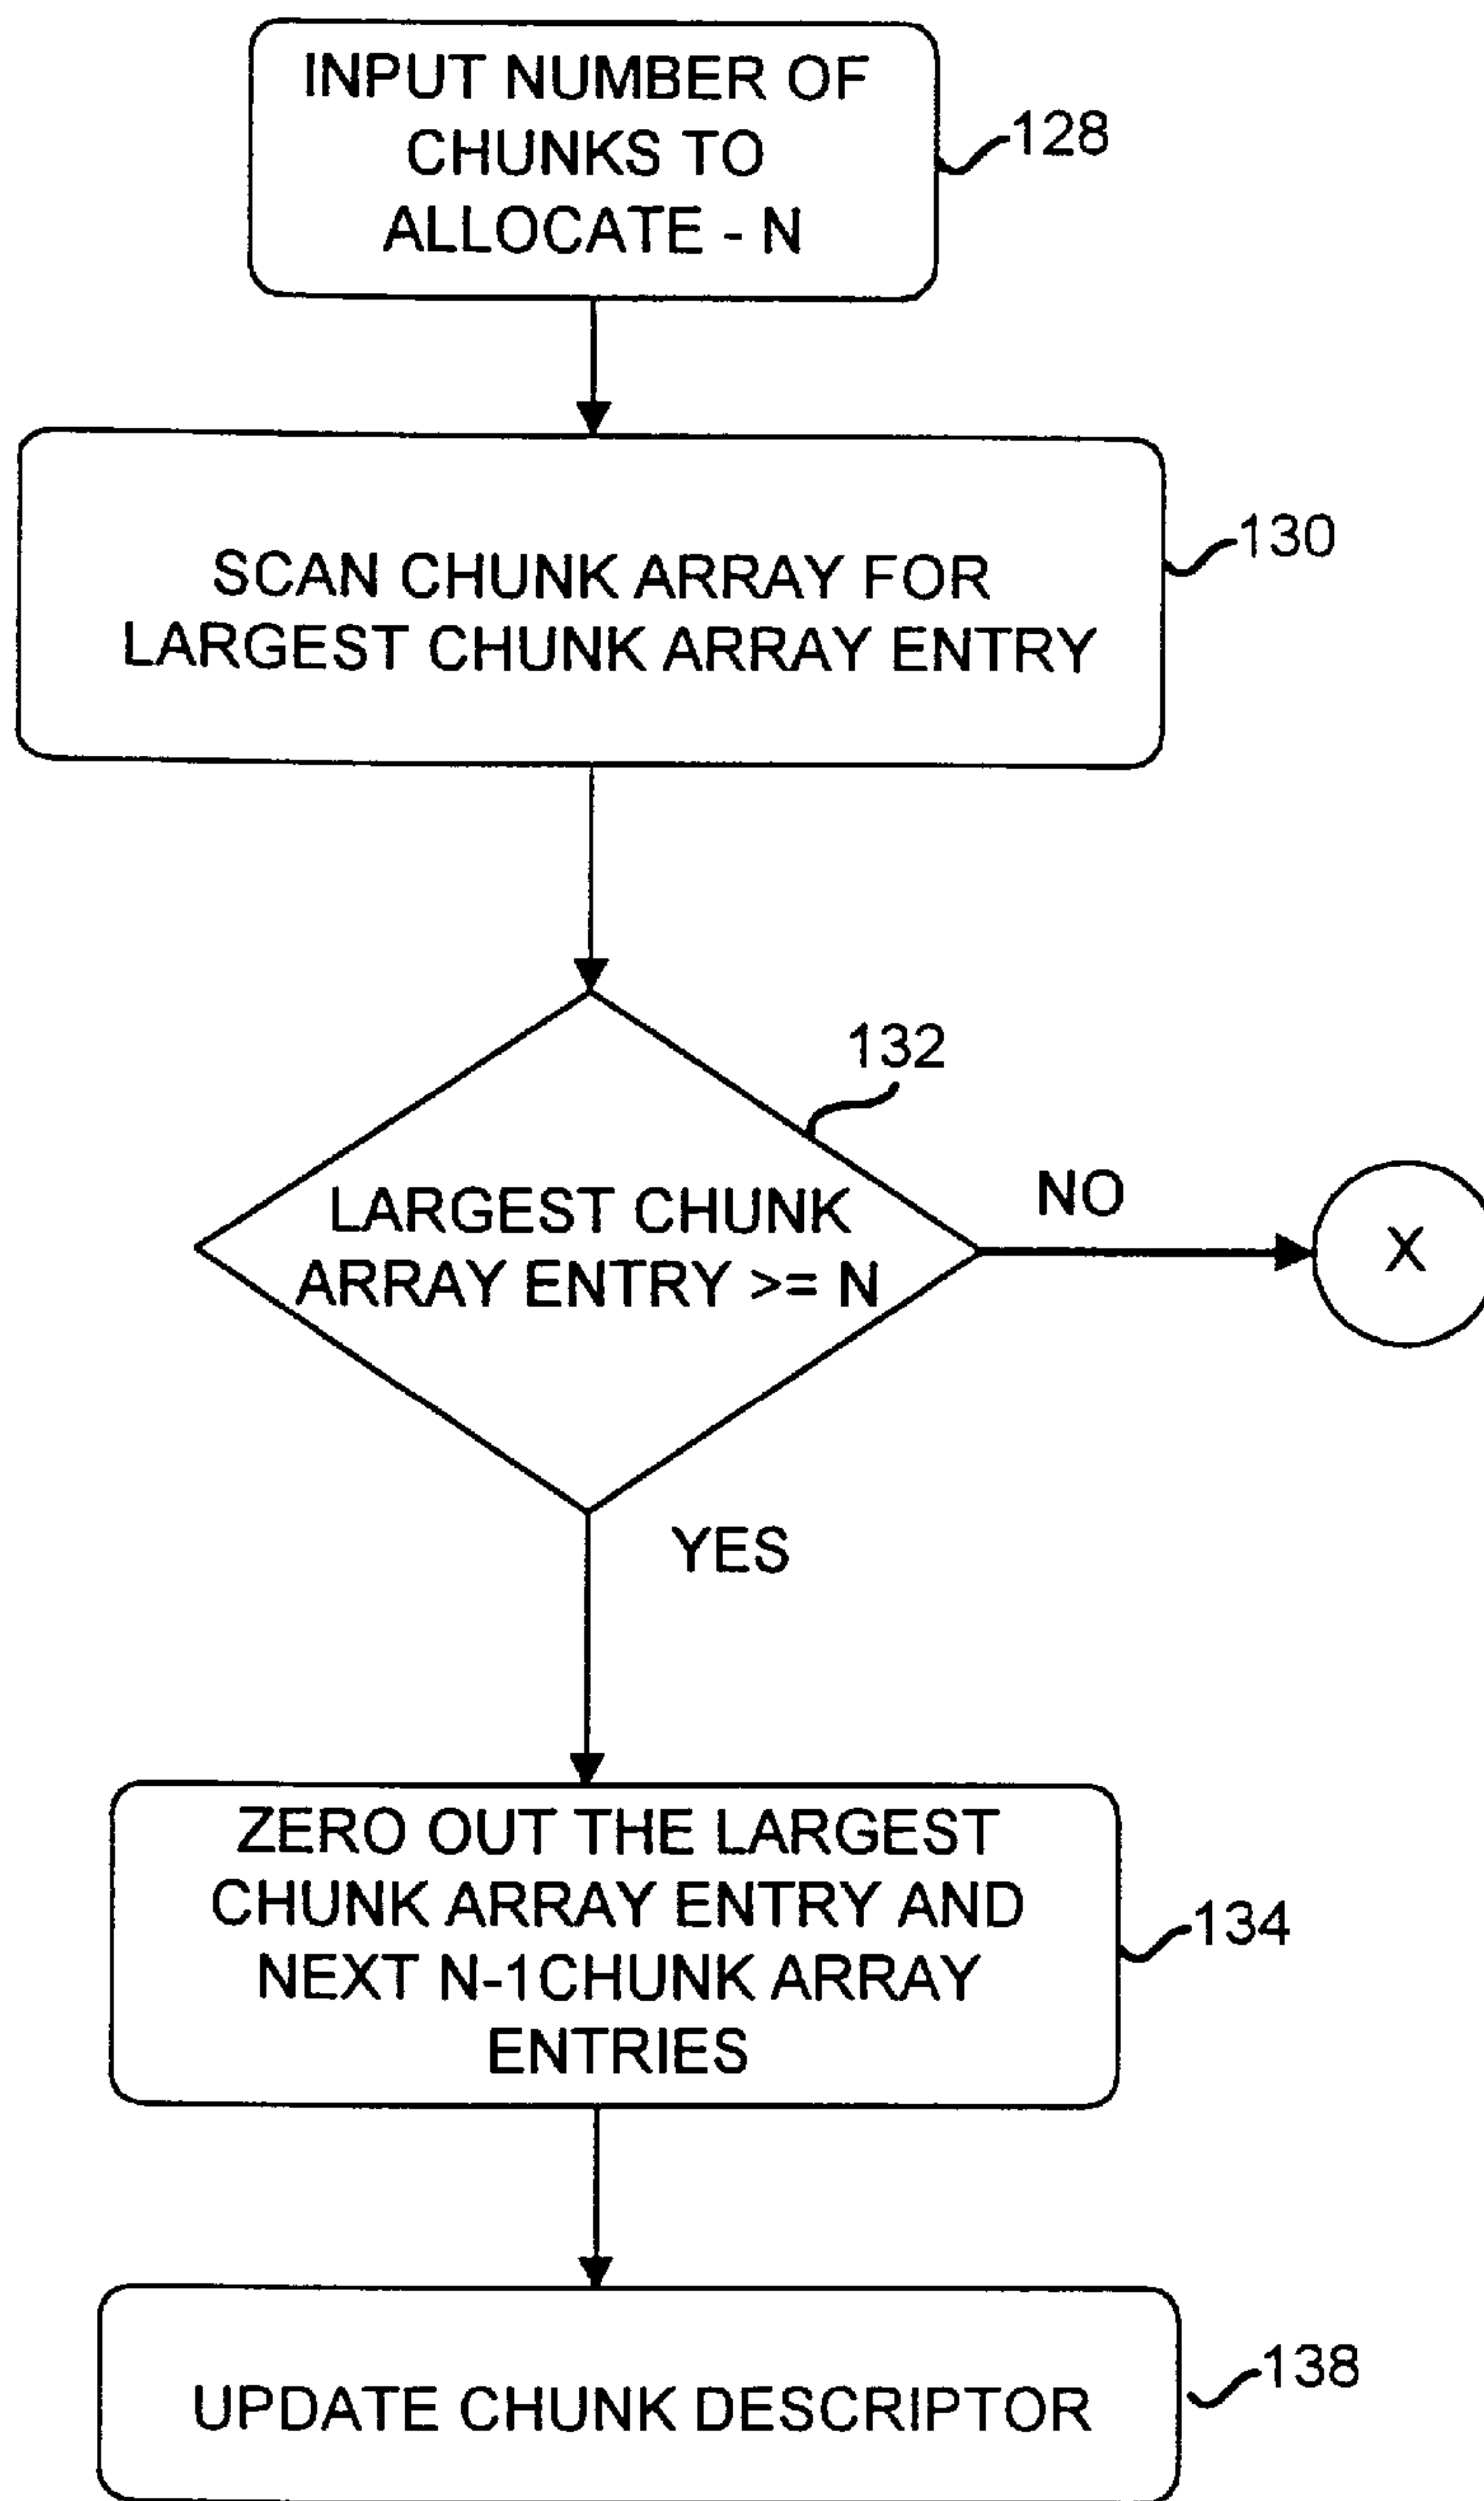 INPUT NUMBER OF
CHUNKS TO
ALLOCATE - N
128
SCAN CHUNK ARRAY FOR
LARGEST CHUNK ARRAY ENTRY
130
132
LARGEST CHUNK
ARRAY ENTRY >= N
NO
X
YES
ZERO OUT THE LARGEST
CHUNK ARRAY ENTRY AND
NEXT N-1CHUNK ARRAY
ENTRIES
134
UPDATE CHUNK DESCRIPTOR
138